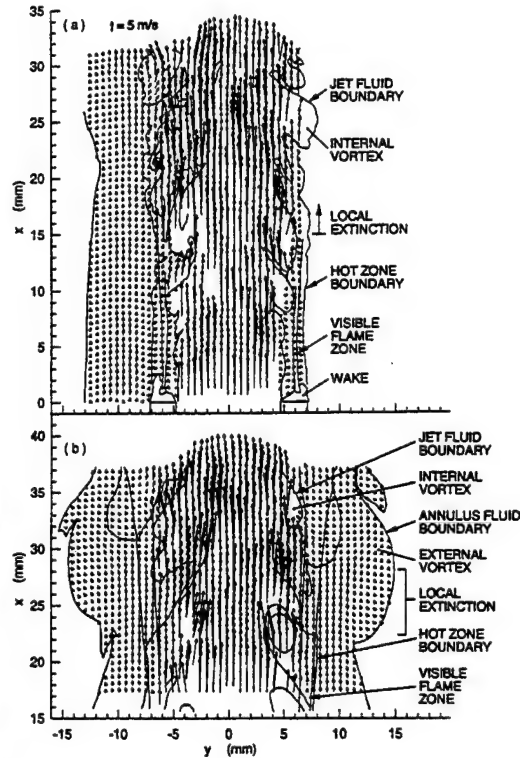 (a) I = 5 m/s
35
30
25
20
15
10
5
0
x (mm)
JET FLUID
BOUNDARY
INTERNAL
VORTEX
LOCAL
EXTINCTION
HOT ZONE
BOUNDARY
VISIBLE
FLAME
ZONE
WAKE
(b)
40
35
30
25
20
15
x (mm)
JET FLUID
BOUNDARY
INTERNAL
VORTEX
ANNULUS FLUID
BOUNDARY
EXTERNAL
VORTEX
LOCAL
EXTINCTION
HOT ZONE
BOUNDARY
VISIBLE
FLAME
ZONE
-15 -10 -5 0 5 10 15
y (mm)